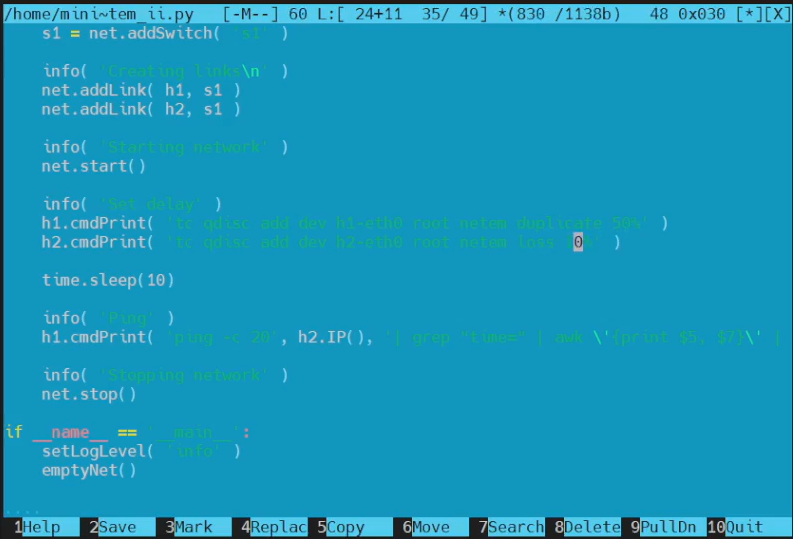 /home/mini~tem_ii.py   [-M--] 60 L:[ 24+11  35/ 49] *(830 /1138b)   48 0x030 [*][X]
    s1 = net.addSwitch( 's1' )

    info( 'Creating links\n' )
    net.addLink( h1, s1 )
    net.addLink( h2, s1 )

    info( 'Starting network' )
    net.start()

    info( 'Set delay' )
    h1.cmdPrint( 'tc qdisc add dev h1-eth0 root netem duplicate 50%' )
    h2.cmdPrint( 'tc qdisc add dev h2-eth0 root netem loss 0%' )

    time.sleep(10)

    info( 'Ping' )
    h1.cmdPrint( 'ping -c 20', h2.IP(), '| grep "time=" | awk \'{print $5, $7}\' |

    info( 'Stopping network' )
    net.stop()

if __name__ == '__main__':
    setLogLevel( 'info' )
    emptyNet()

....
1Help 2Save 3Mark 4Replac 5Copy 6Move 7Search 8Delete 9PullDn 10Quit